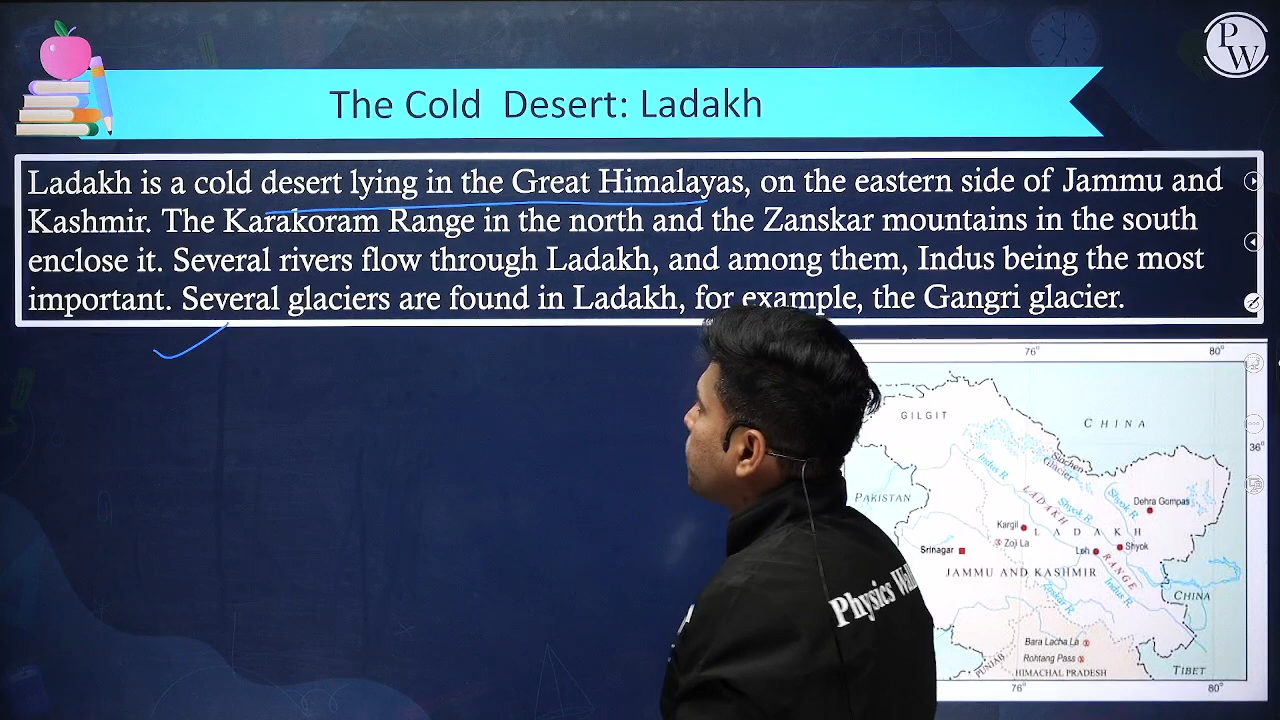 PW
The Cold Desert: Ladakh
Ladakh is a cold desert lying in the Great Himalayas, on the eastern side of Jammu and
Kashmir. The Karakoram Range in the north and the Zanskar mountains in the south
enclose it. Several rivers flow through Ladakh, and among them, Indus being the most
important. Several glaciers are found in Ladakh, for example, the Gangri glacier.
76°
80°
GILGIT
CHINA
36°
Siachen
Glacier
Indus R.
PAKISTAN
LADAKH
Shyok R.
Shyok R.
Dehra Gompas
Kargil
LADAKH
Zoji La
Srinagar
Leh
Shyok
RANGE
JAMMU AND KASHMIR
Zaskar R.
Indus R.
CHINA
Bara Lacha La
Rohtang Pass
PUNJAB
HIMACHAL PRADESH
TIBET
76°
80°
Physics